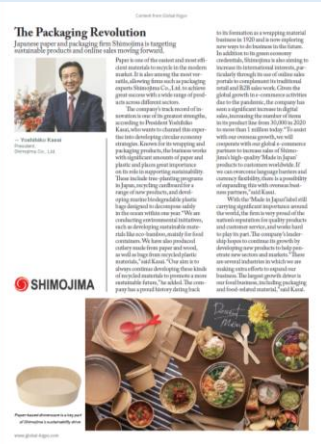 Content from Global Insight
The Packaging Revolution
Japanese paper and packaging firm Shimojima is targeting
sustainable products and online sales moving forward.
— Yoshitaku Kasai
President
Shimojima Co., Ltd.
Paper is one of the easiest and most effi-
cient materials to recycle in the modern
market. It is also among the most ver-
satile, allowing firms such as packaging
experts Shimojima Co., Ltd. to achieve
great success with a wide range of prod-
ucts across different sectors.
The company's track record of in-
novation is one of its greatest strengths,
according to President Yoshitaku
Kasai, who wants to channel this exper-
tise into developing circular economy
strategies. Known for its wrapping and
packaging products, the business works
with significant amounts of paper and
plastic and places great importance
on its role in supporting sustainability.
These include tree-planting programs
in Japan, recycling cardboard for a
range of new products, and devel-
oping marine biodegradable plastic
bags designed to decompose safely
in the ocean within one year. "We are
conducting environmental initiatives,
such as developing sustainable mate-
rials like eco-bamboo, mainly for food
containers. We have also produced
cutlery made from paper and wood,
as well as bags from recycled plastic
materials," said Kasai. "Our aim is to
always continue developing these kinds
of recycled materials to promote a more
sustainable future," he added. The com-
pany has a proud history dating back
to its formation as a wrapping material
business in 1920 and is now exploring
new ways to do business in the future.
In addition to its green economy
credentials, Shimojima is also aiming to
increase its international interests, par-
ticularly through its use of online sales
portals to complement its traditional
retail and B2B sales work. Given the
global growth in e-commerce activities
due to the pandemic, the company has
seen a significant increase in digital
sales, increasing the number of items
in its product line from 300,000 in 2020
to more than 1 million today. "To assist
with our overseas growth, we will
cooperate with our global e-commerce
partners to increase sales of Shimo-
jima's high-quality 'Made in Japan'
products to customers worldwide. If
we can overcome language barriers and
currency flexibility, there is a possibility
of expanding this with overseas busi-
ness partners," said Kasai.
With the 'Made in Japan' label still
carrying significant importance around
the world, the firm is very proud of the
nation's reputation for quality products
and customer service, and works hard
to play its part. The company's leader-
ship hopes to continue its growth by
developing new products to help pen-
etrate new sectors and markets. "There
are several industries in which we are
making extra efforts to expand our
business. The largest growth driver is
our food business, including packaging
and food-related material," said Kasai.
SHIMOJIMA
Menu
Paper-based dinnerware is a key part
of Shimojima's sustainability drive
www.global-insight.com